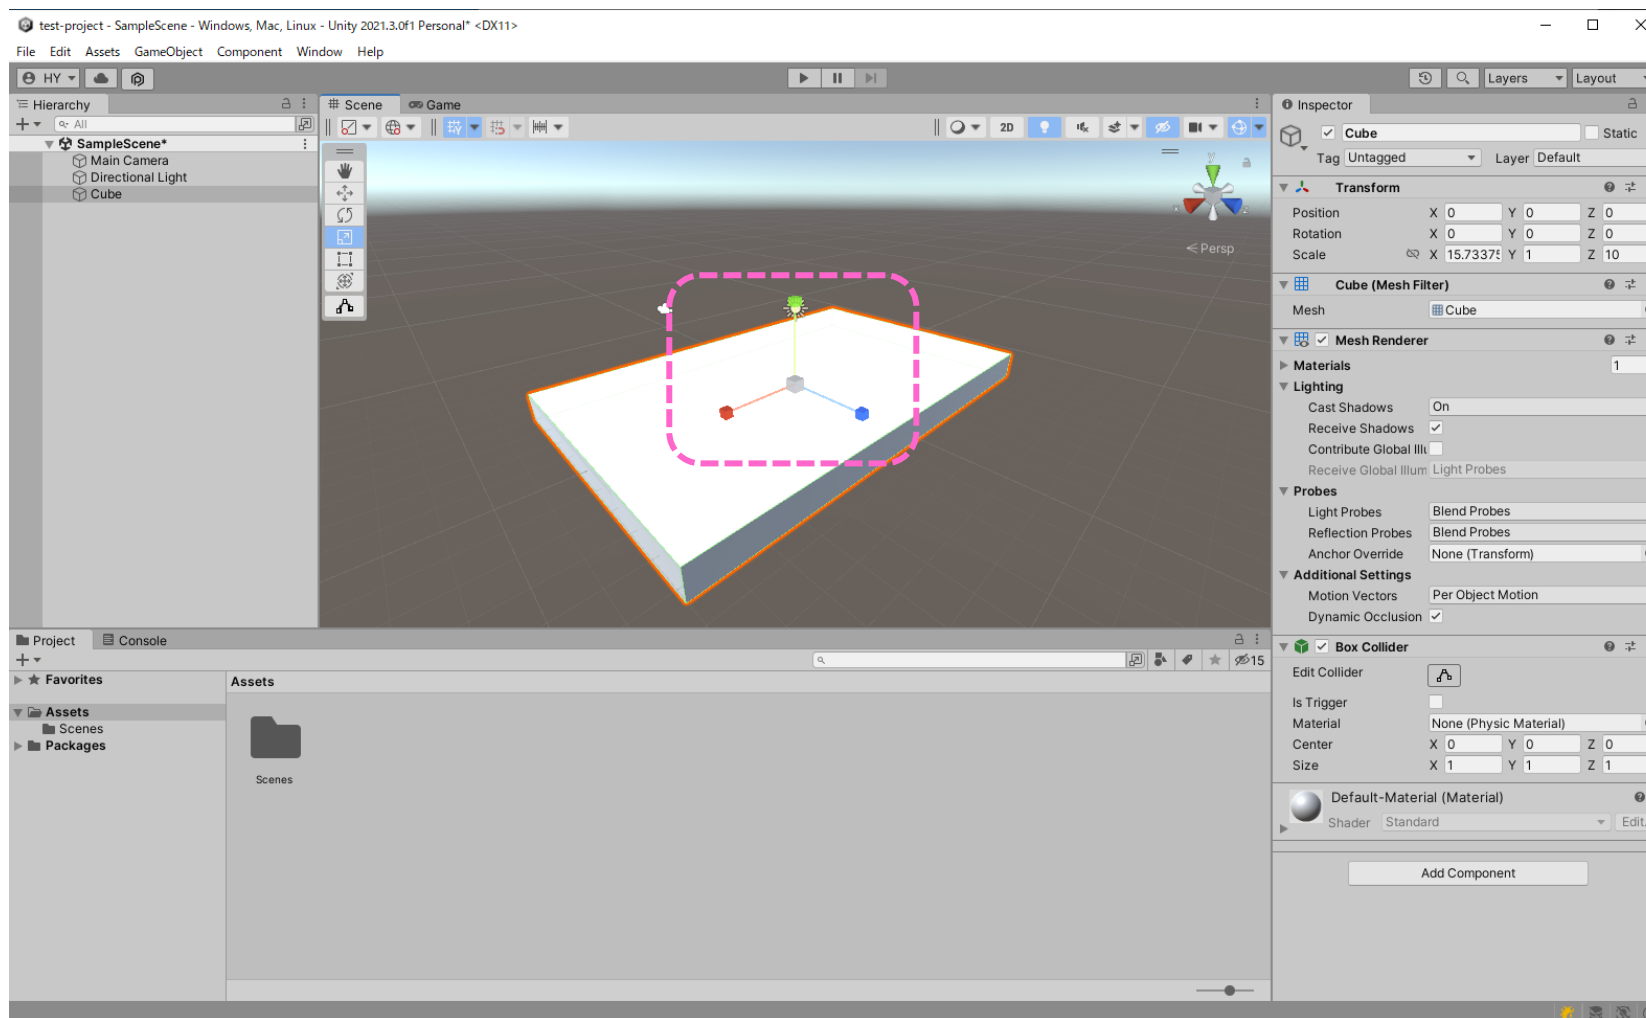 test-project - SampleScene - Windows, Mac, Linux - Unity 2021.3.0f1 Personal* <DX11>
File Edit Assets GameObject Component Window Help
HY Layers Layout
Hierarchy
All
SampleScene*
Main Camera
Directional Light
Cube
Scene Game
2D
y
Persp
Inspector
Cube Static
Tag Untagged Layer Default
Transform
Position X 0 Y 0 Z 0
Rotation X 0 Y 0 Z 0
Scale X 15.73375 Y 1 Z 10
Cube (Mesh Filter)
Mesh Cube
Mesh Renderer
Materials 1
Lighting
Cast Shadows On
Receive Shadows
Contribute Global Illu
Receive Global Illum Light Probes
Probes
Light Probes Blend Probes
Reflection Probes Blend Probes
Anchor Override None (Transform)
Additional Settings
Motion Vectors Per Object Motion
Dynamic Occlusion
Box Collider
Edit Collider
Is Trigger
Material None (Physic Material)
Center X 0 Y 0 Z 0
Size X 1 Y 1 Z 1
Default-Material (Material)
Shader Standard Edit.
Add Component
Project Console
15
Favorites
Assets
Scenes
Packages
Assets
Scenes